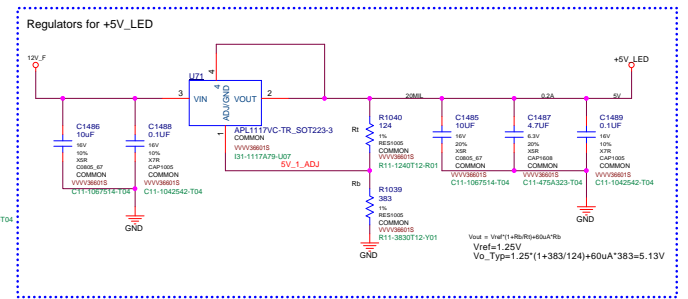 Regulators for +5V_LED
12V_F
+5V_LED
U71
4
4
3
VIN
VOUT
2
ADJ/GND
1
20MIL
0.2A
5V
APL1117VC-TR_SOT223-3
COMMON
VVVV36601S
I31-1117A79-U07
5V_1_ADJ
C1486
10uF
16V
10%
X5R
C0805_67
COMMON
VVVV36601S
C11-1067514-T04
C1488
0.1UF
16V
10%
X7R
CAP1005
COMMON
VVVV36601S
C11-1042542-T04
Rt
R1040
124
1%
RES1005
COMMON
VVVV36601S
R11-1240T12-R01
Rb
R1039
383
1%
RES1005
COMMON
VVVV36601S
R11-3830T12-Y01
C1485
10UF
16V
20%
X5R
C0805_67
COMMON
VVVV36601S
C11-1067514-T04
C1487
4.7UF
6.3V
20%
X5R
CAP1608
COMMON
VVVV36601S
C11-475A323-T04
C1489
0.1UF
16V
10%
X7R
CAP1005
COMMON
VVVV36601S
C11-1042542-T04
GND
GND
GND
T04
Vout = Vref*(1+Rb/Rt)+60uA*Rb
Vref=1.25V
Vo_Typ=1.25*(1+383/124)+60uA*383=5.13V